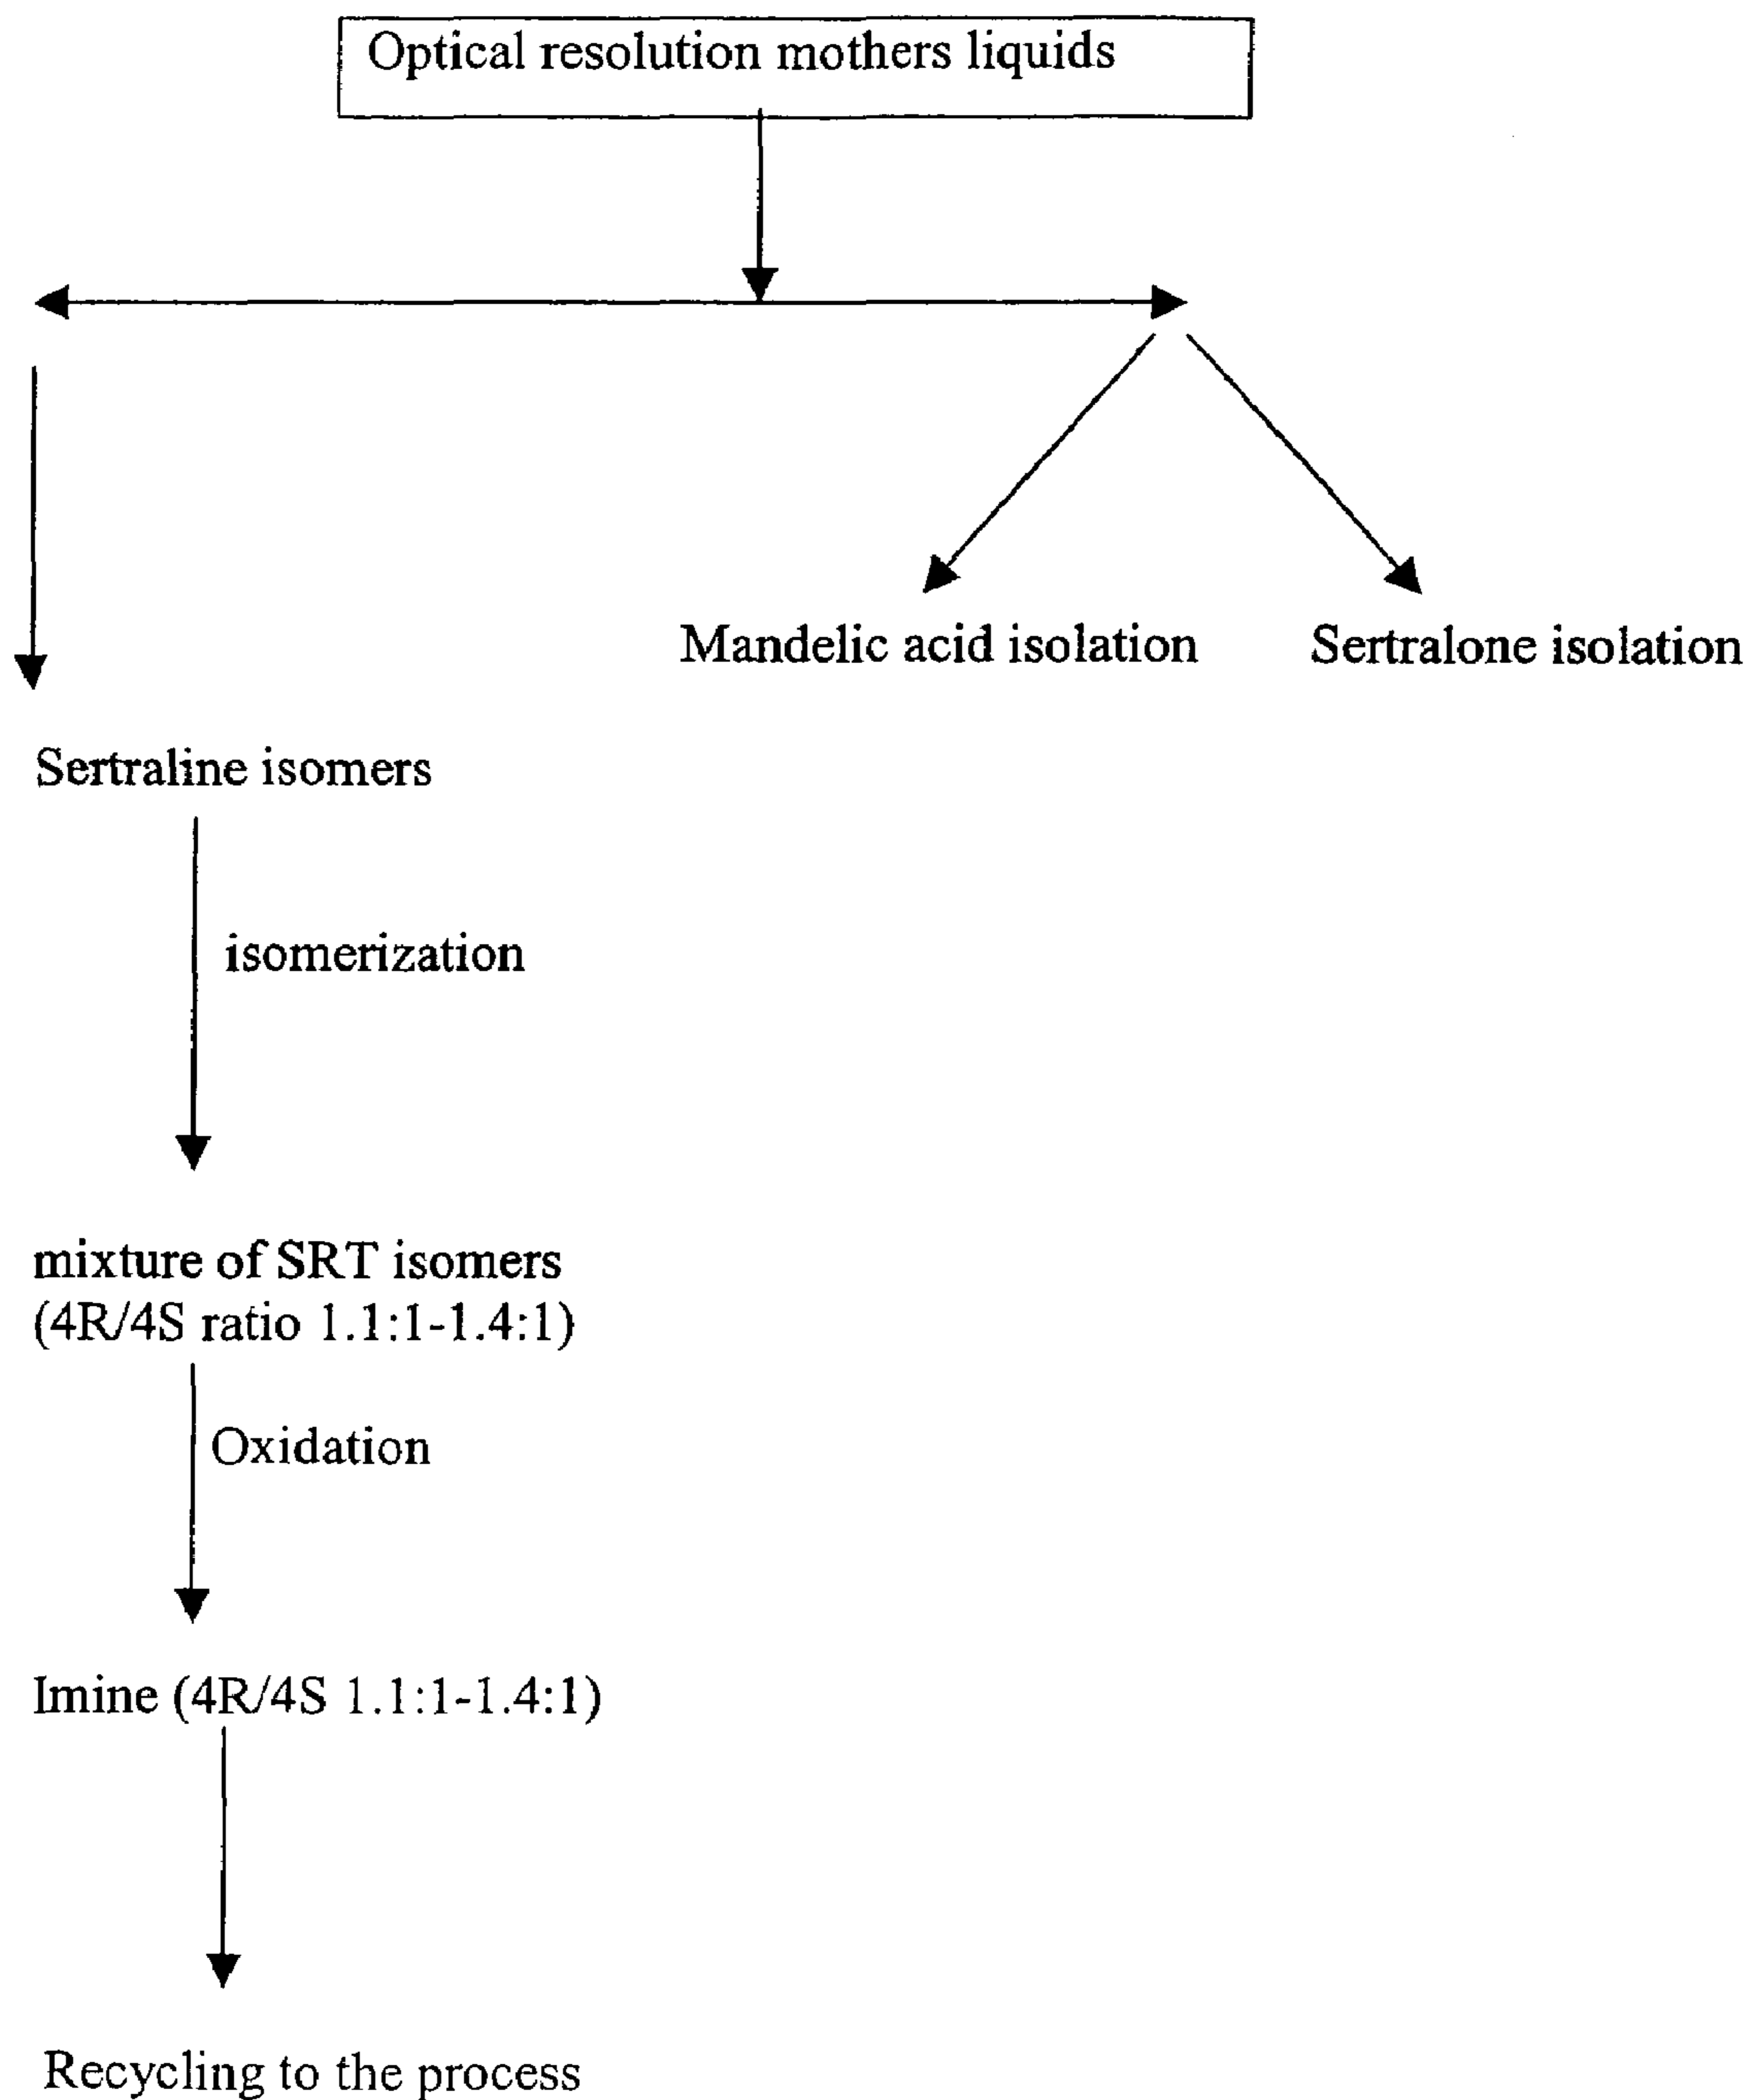 Optical resolution mothers liquids
Mandelic acid isolation
Sertralone isolation
Sertraline isomers
isomerization
mixture of SRT isomers
(4R/4S ratio 1.1:1-1.4:1)
Oxidation
Imine (4R/4S 1.1:1-1.4:1)
Recycling to the process